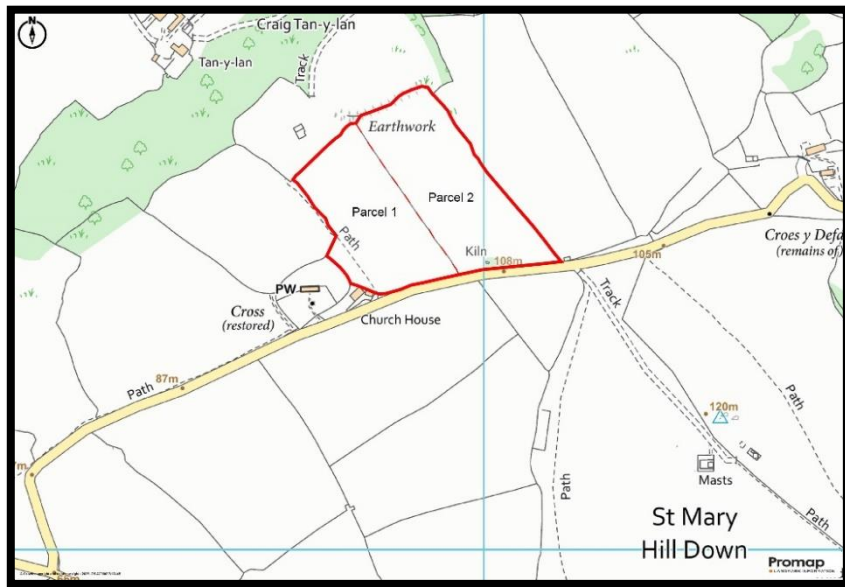 N
Craig Tan-y-lan
Tan-y-lan
Track
Earthwork
Parcel 1
Parcel 2
Path
Kiln
108m
105m
Croes y Defa
(remains of)
PW
Cross
(restored)
Church House
Track
Path
87m
Path
120m
Path
Masts
Path
St Mary
Hill Down
Promap